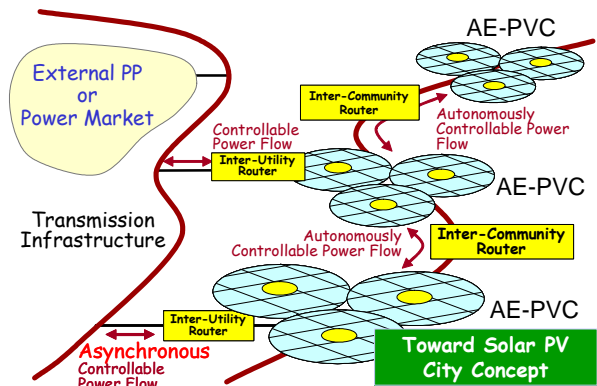 AE-PVC
External PP
or
Power Market
Inter-Community
Router
Controllable
Power Flow
Autonomously
Controllable Power
Flow
Inter-Utility
Router
AE-PVC
Transmission
Infrastructure
Autonomously
Controllable Power Flow
Inter-Community
Router
AE-PVC
Inter-Utility
Router
Asynchronous
Controllable
Power Flow
Toward Solar PV
City Concept